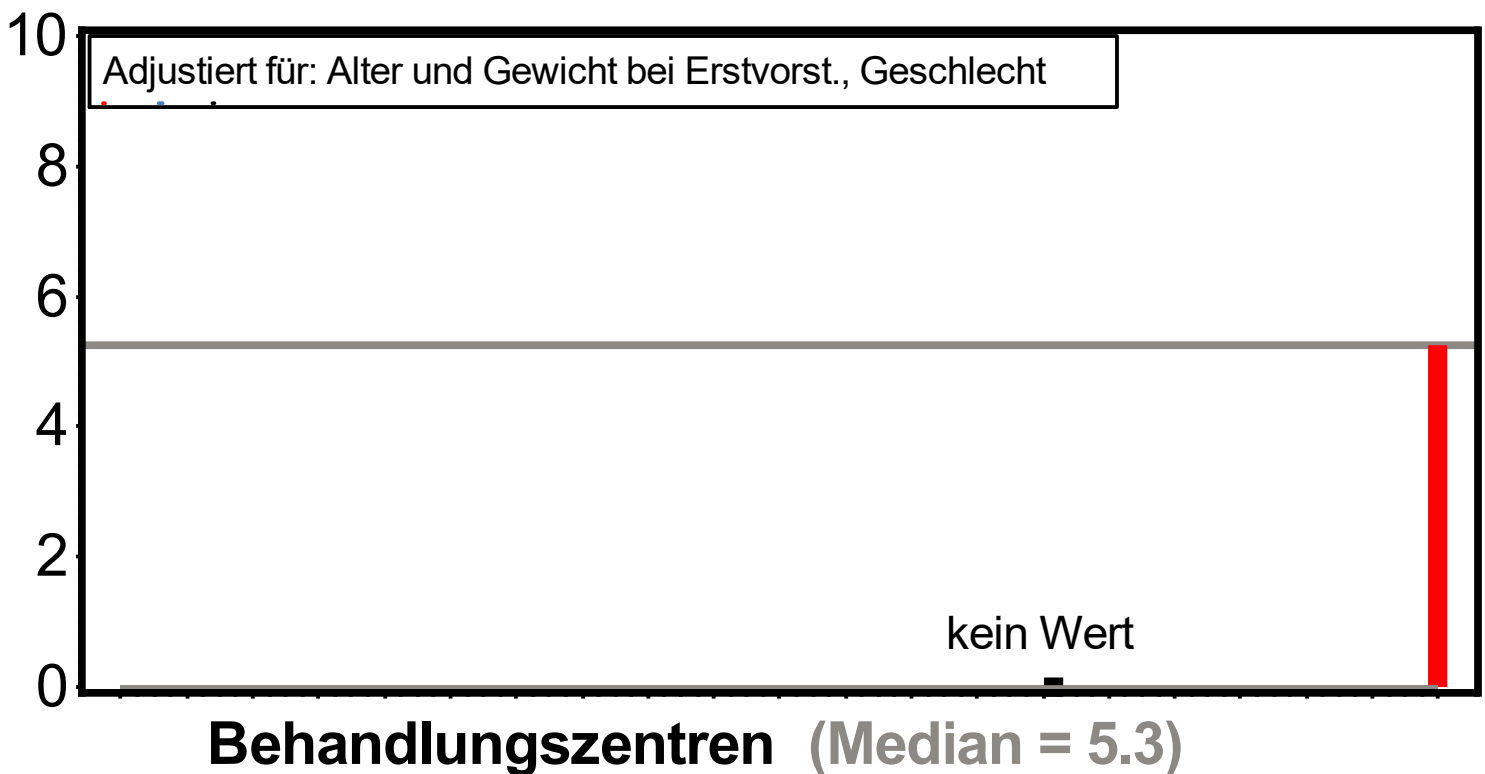 10
Adjustiert für: Alter und Gewicht bei Erstvorst., Geschlecht
8
6
4
2
kein Wert
0
Behandlungszentren (Median = 5.3)